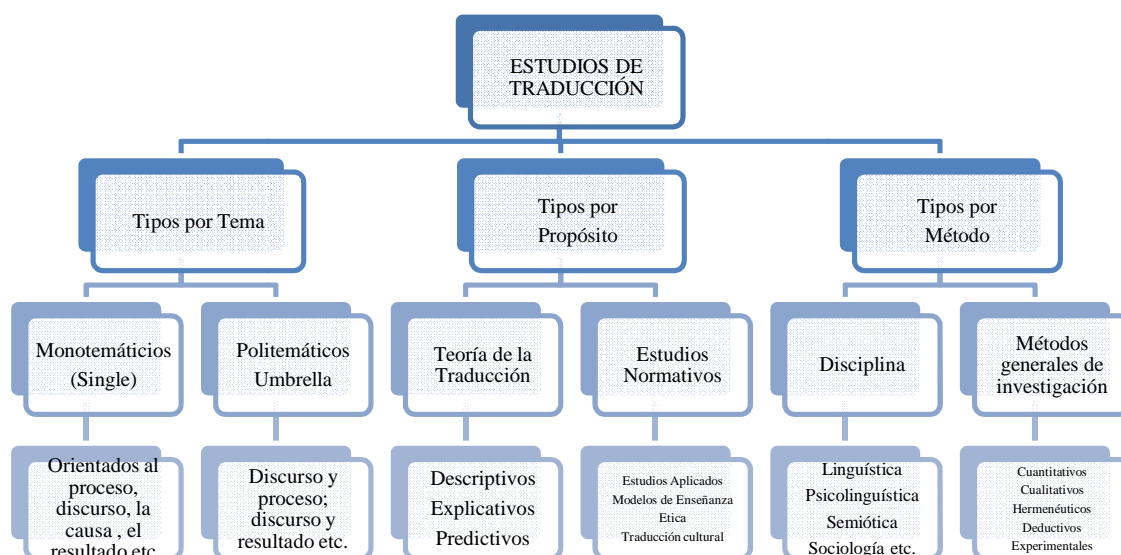 ESTUDIOS DE
TRADUCCIÓN
Tipos por Tema
Tipos por
Propósito
Tipos por
Método
Monotemáticios
(Single)
Politemáticos
Umbrella
Teoría de la
Traducción
Estudios
Normativos
Disciplina
Métodos
generales de
investigación
Orientados al
proceso,
discurso, la
causa , el
resultado etc
Discurso y
proceso;
discurso y
resultado etc.
Descriptivos
Explicativos
Predictivos
Estudios Aplicados
Modelos de Enseñanza
Etica
Traducción cultural
Linguística
Psicolinguística
Semiótica
Sociología etc.
Cuantitativos
Cualitativos
Hermenéuticos
Deductivos
Experimentales